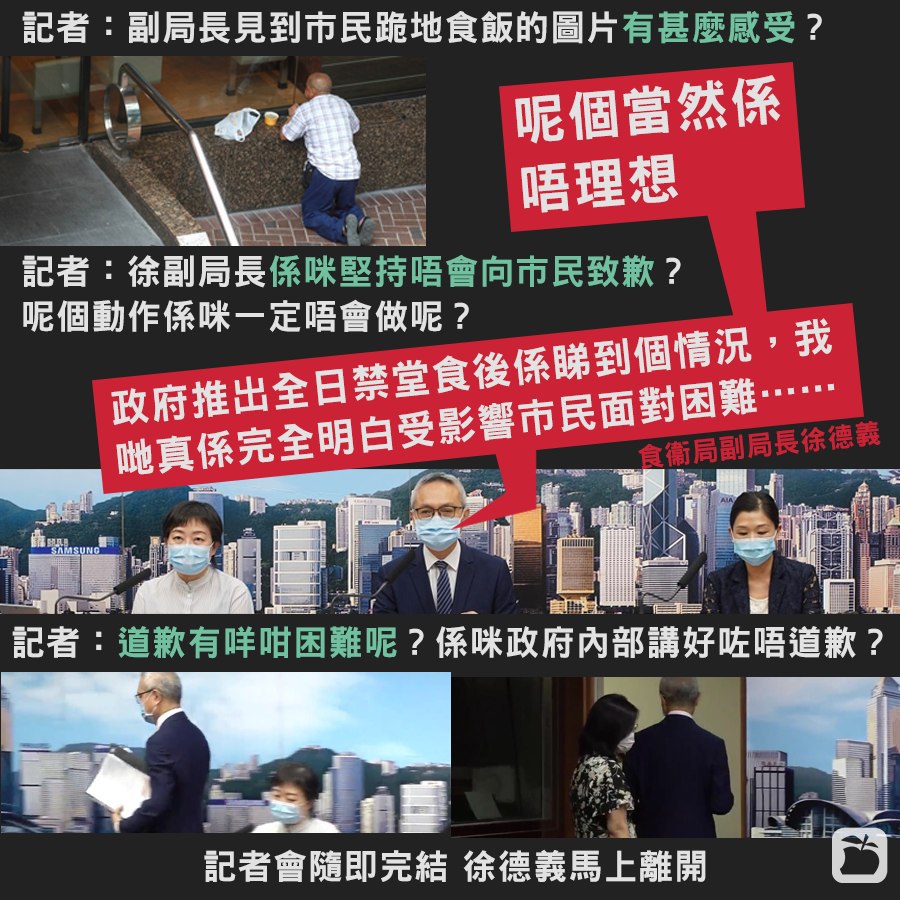 記者：副局長見到市民跪地食飯的圖片有甚麼感受？
呢個當然係
唔理想
記者：徐副局長係咪堅持唔會向市民致歉？
呢個動作係咪一定唔會做呢？
政府推出全日禁堂食後係睇到個情況，我
哋真係完全明白受影響市民面對困難⋯⋯
食衞局副局長徐德義
SAMSUNG
AIA
記者：道歉有咩咁困難呢？係咪政府內部講好咗唔道歉？
記者會隨即完結 徐德義馬上離開